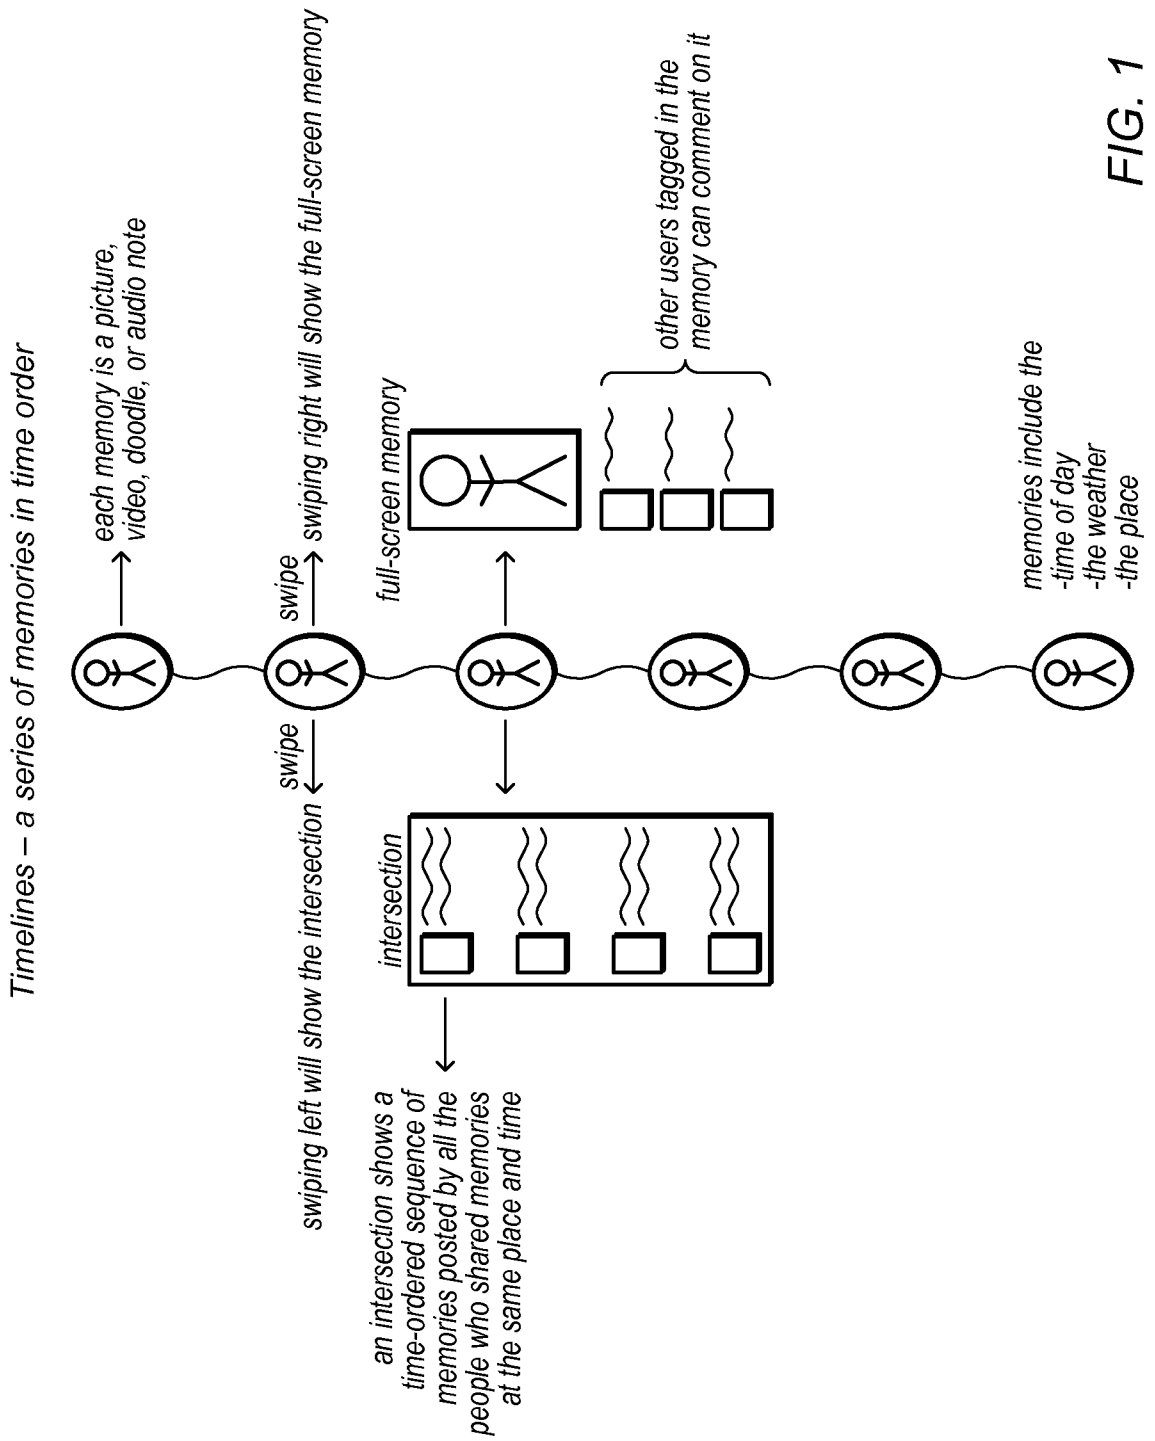 Timelines – a series of memories in time order
each memory is a picture,
video, doodle, or audio note
swipe
swipe
swiping left will show the intersection
swiping right will show the full-screen memory
intersection
full-screen memory
an intersection shows a
time-ordered sequence of
memories posted by all the
people who shared memories
at the same place and time
other users tagged in the
memory can comment on it
memories include the
-time of day
-the weather
-the place
FIG. 1